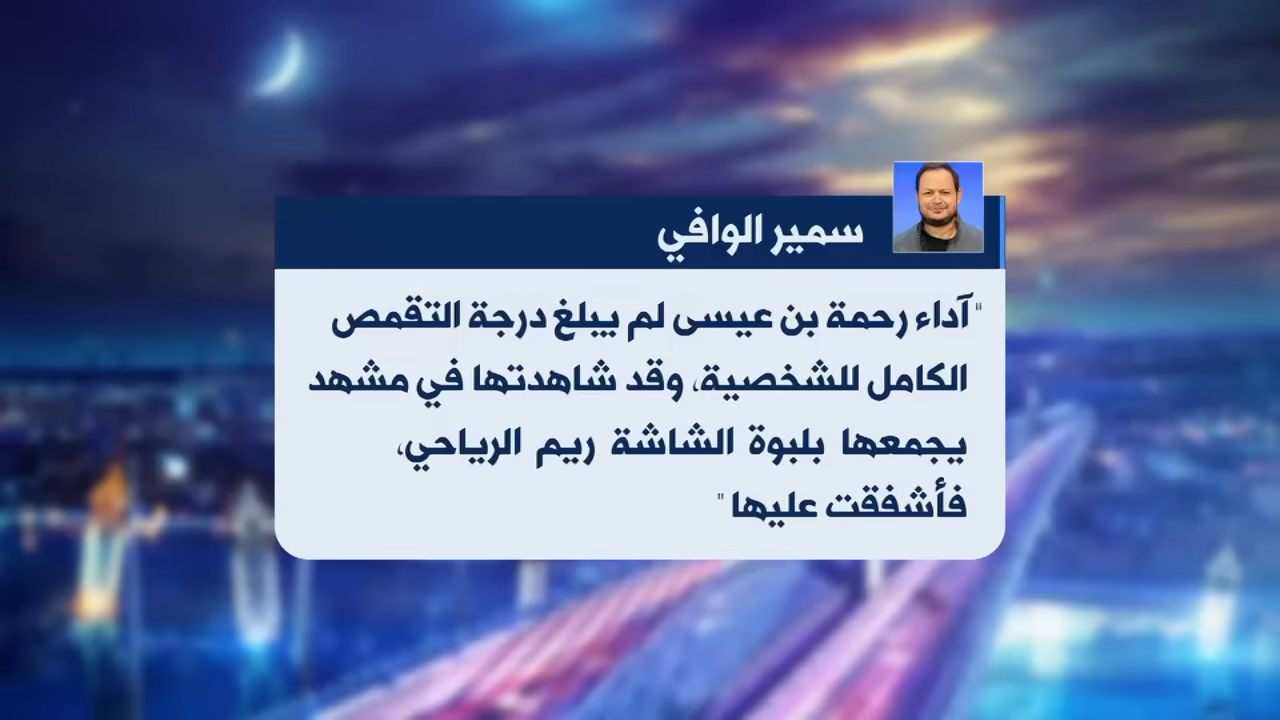 سمير الوافي
"آداء رحمة بن عيسى لم يبلغ درجة التقمص
الكامل للشخصية، وقد شاهدتها في مشهد
يجمعها بلبوة الشاشة ريم الرياحي،
فأشفقت عليها "